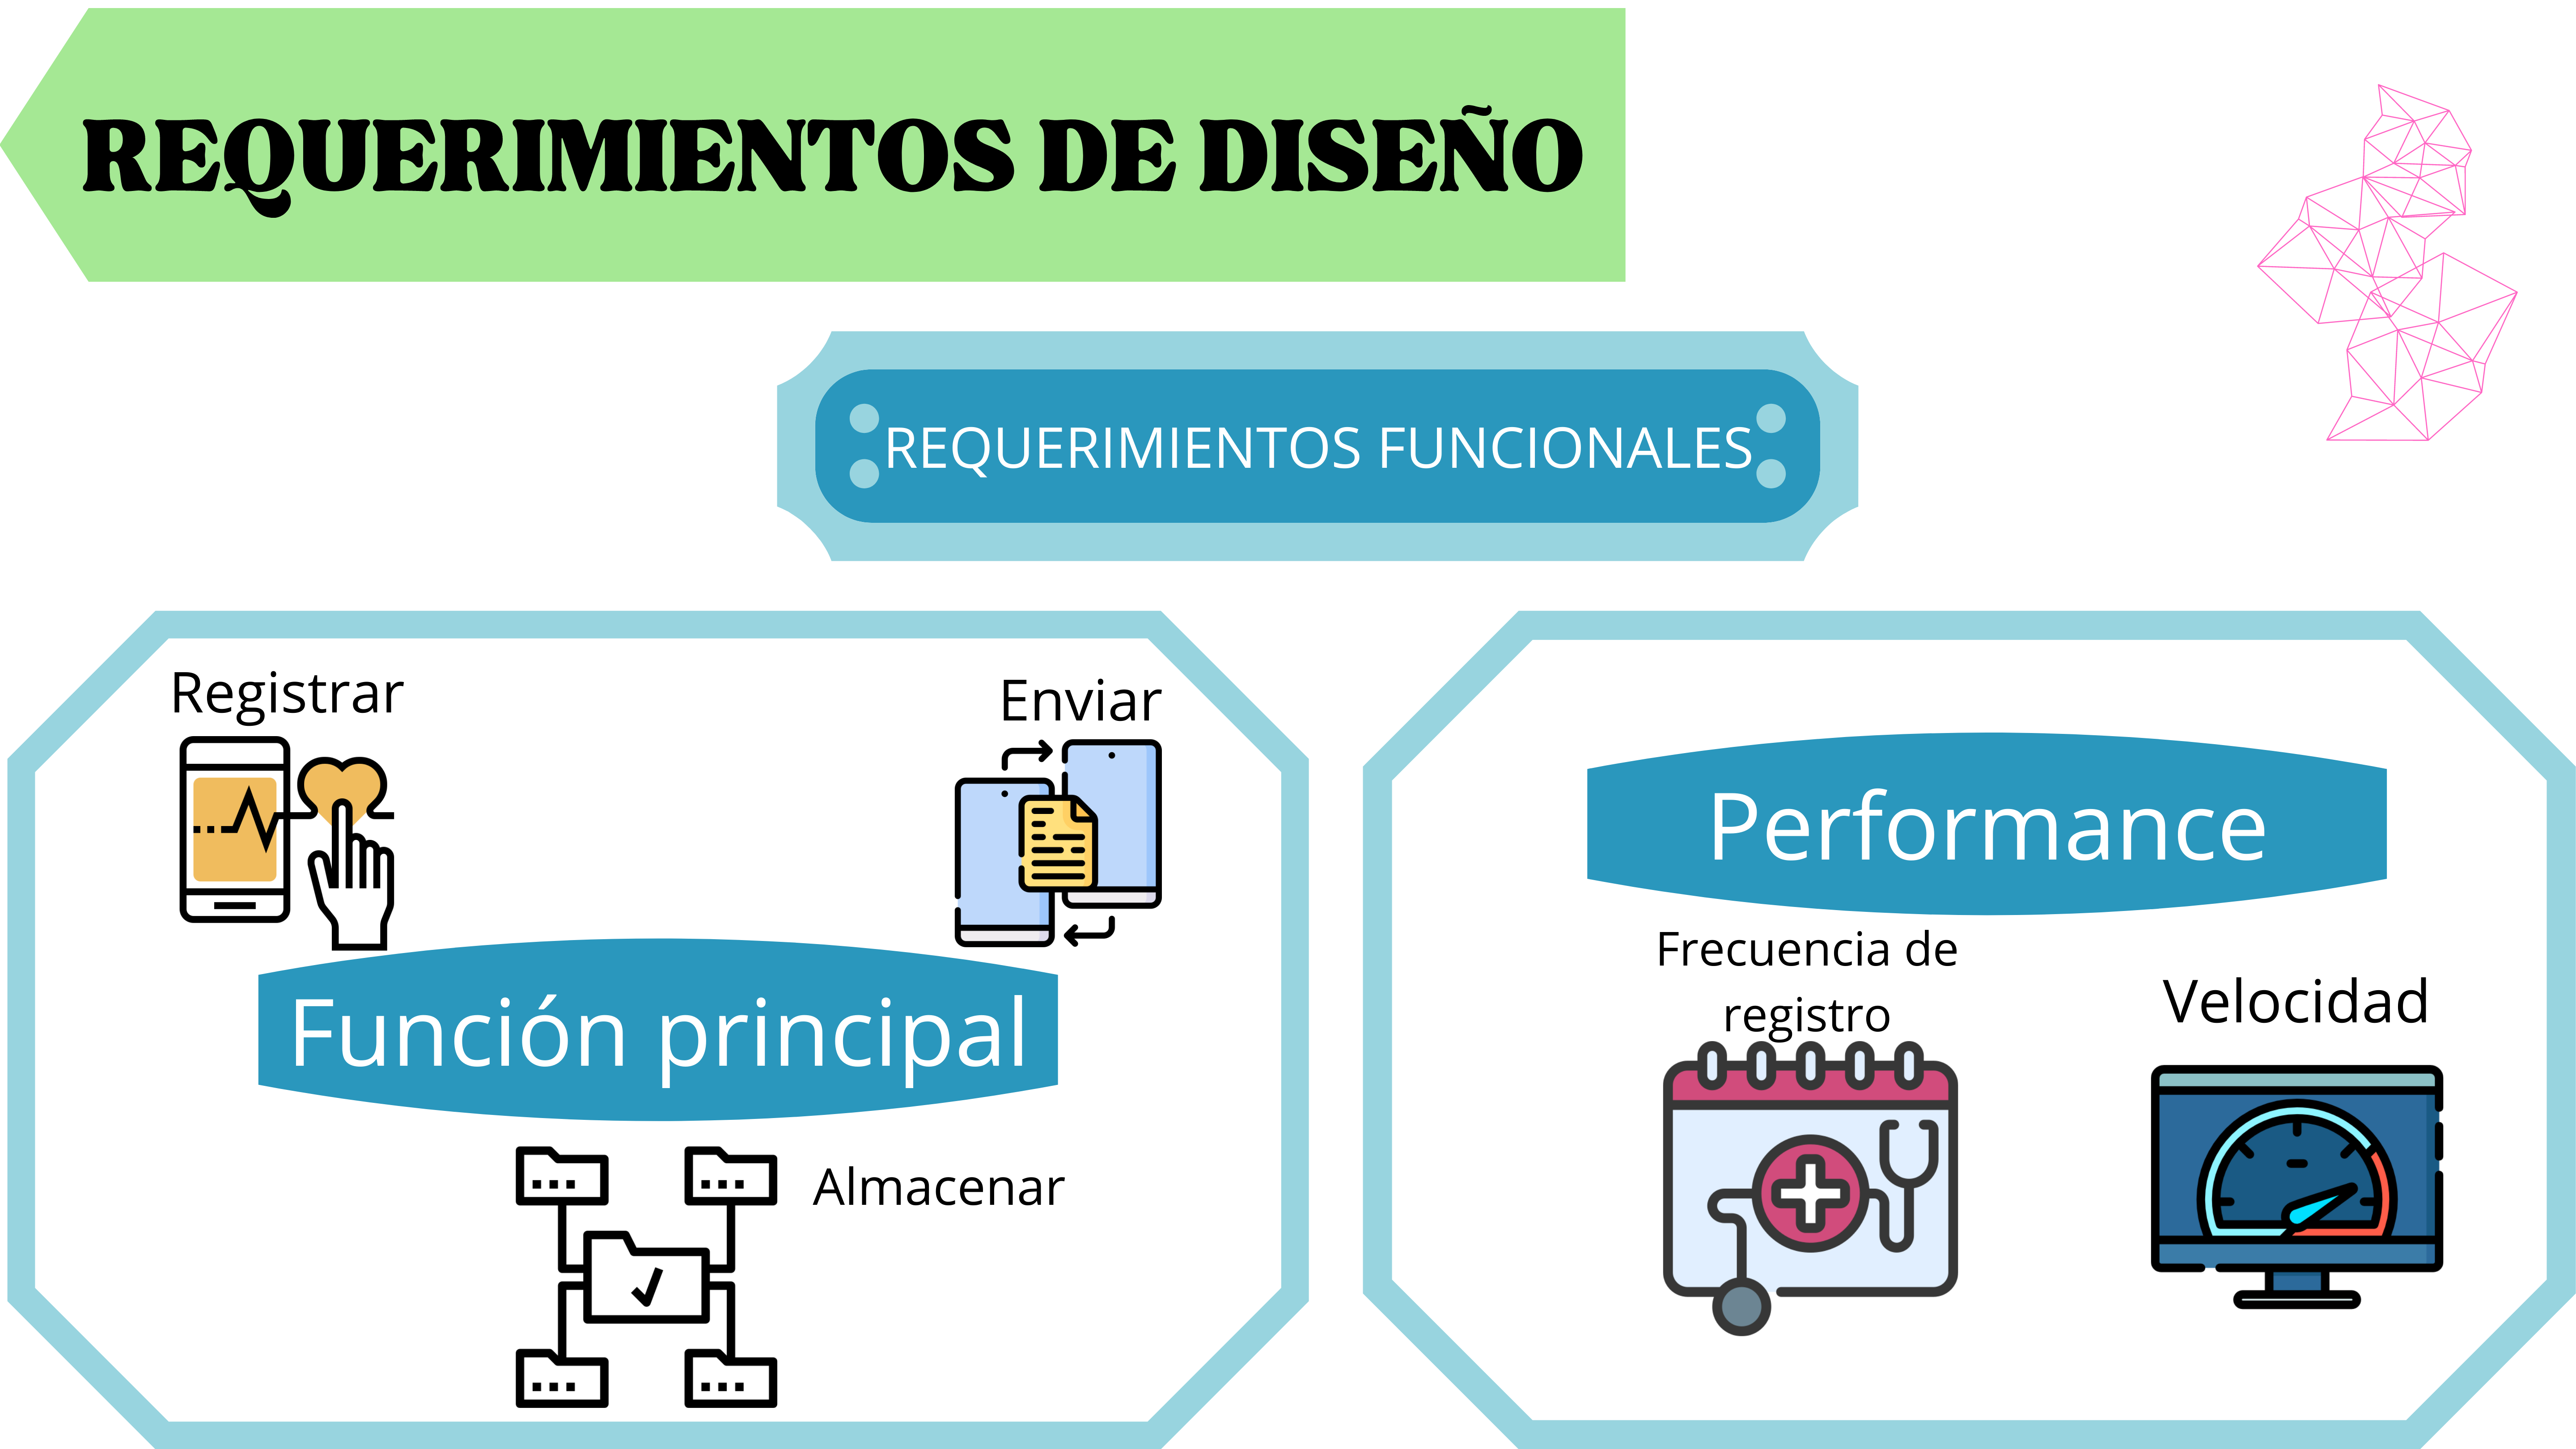 REQUERIMIENTOS DE DISEÑO
REQUERIMIENTOS FUNCIONALES
Registrar
Enviar
Función principal
Almacenar
Performance
Frecuencia de
registro
Velocidad